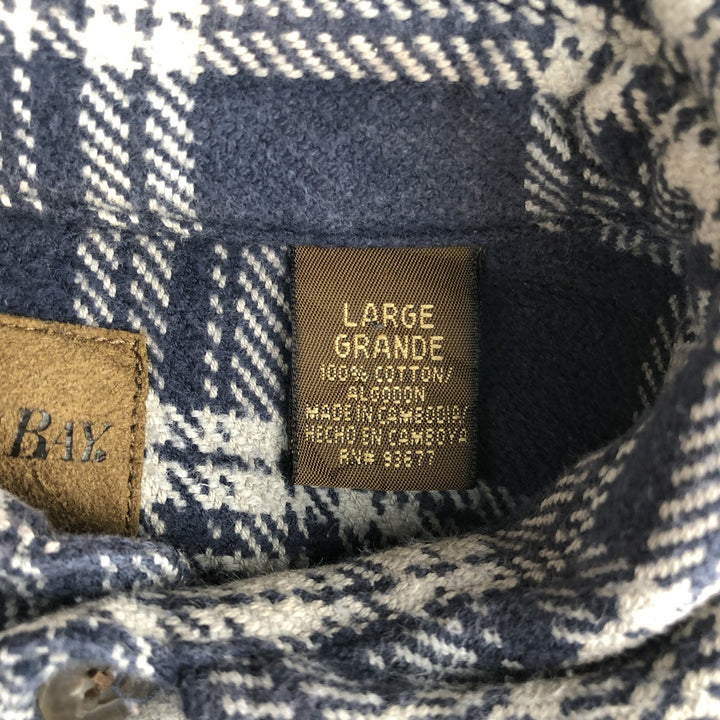 LARGE
GRANDE
100% COTTON/
ALGODON
MADE IN CAMBODIA/
HECHO EN CAMBOYA
RN# 93677
BAY.